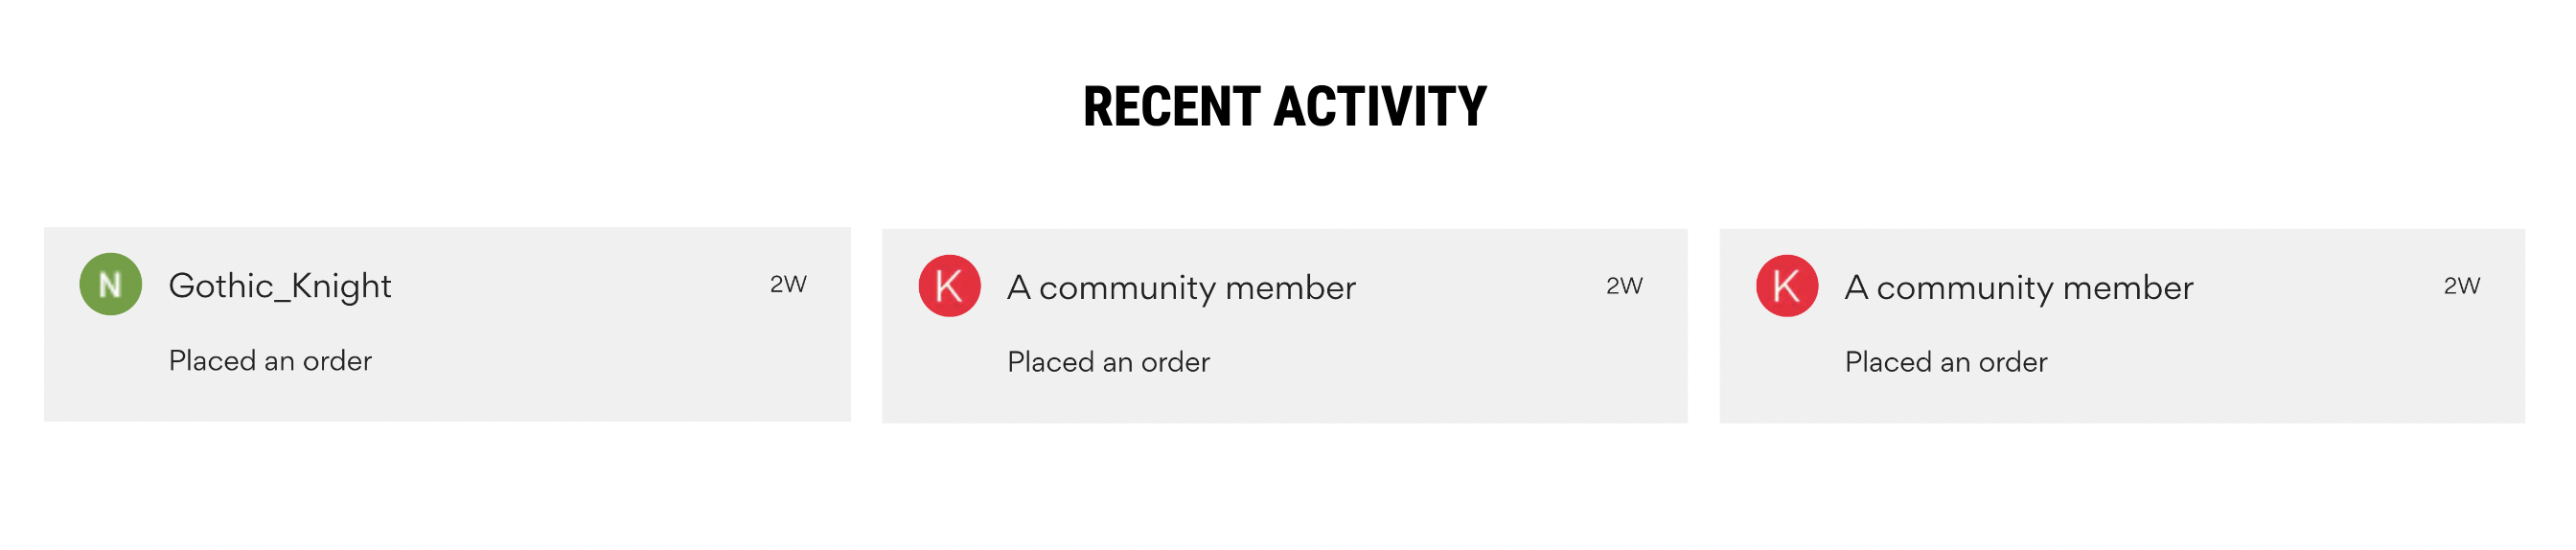 RECENT ACTIVITY
N Gothic_Knight 2W
Placed an order
K A community member 2W
Placed an order
K A community member 2W
Placed an order